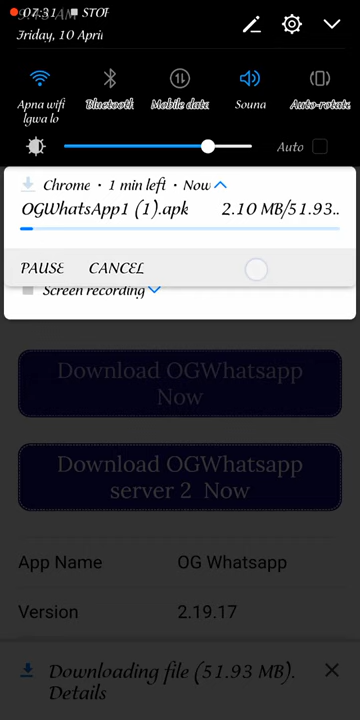 07:31 STOP
Friday, 10 April
Apna wifi
lgwa lo
Bluetooth
Mobile data
Sound
Auto-rotate
Auto
Chrome • 1 min left • Now
OGWhatsApp1 (1).apk 2.10 MB/51.93..
PAUSE CANCEL
Screen recording
Download OGWhatsapp
Now
Download OGWhatsapp
server 2 Now
App Name OG Whatsapp
Version 2.19.17
Downloading file (51.93 MB).
Details